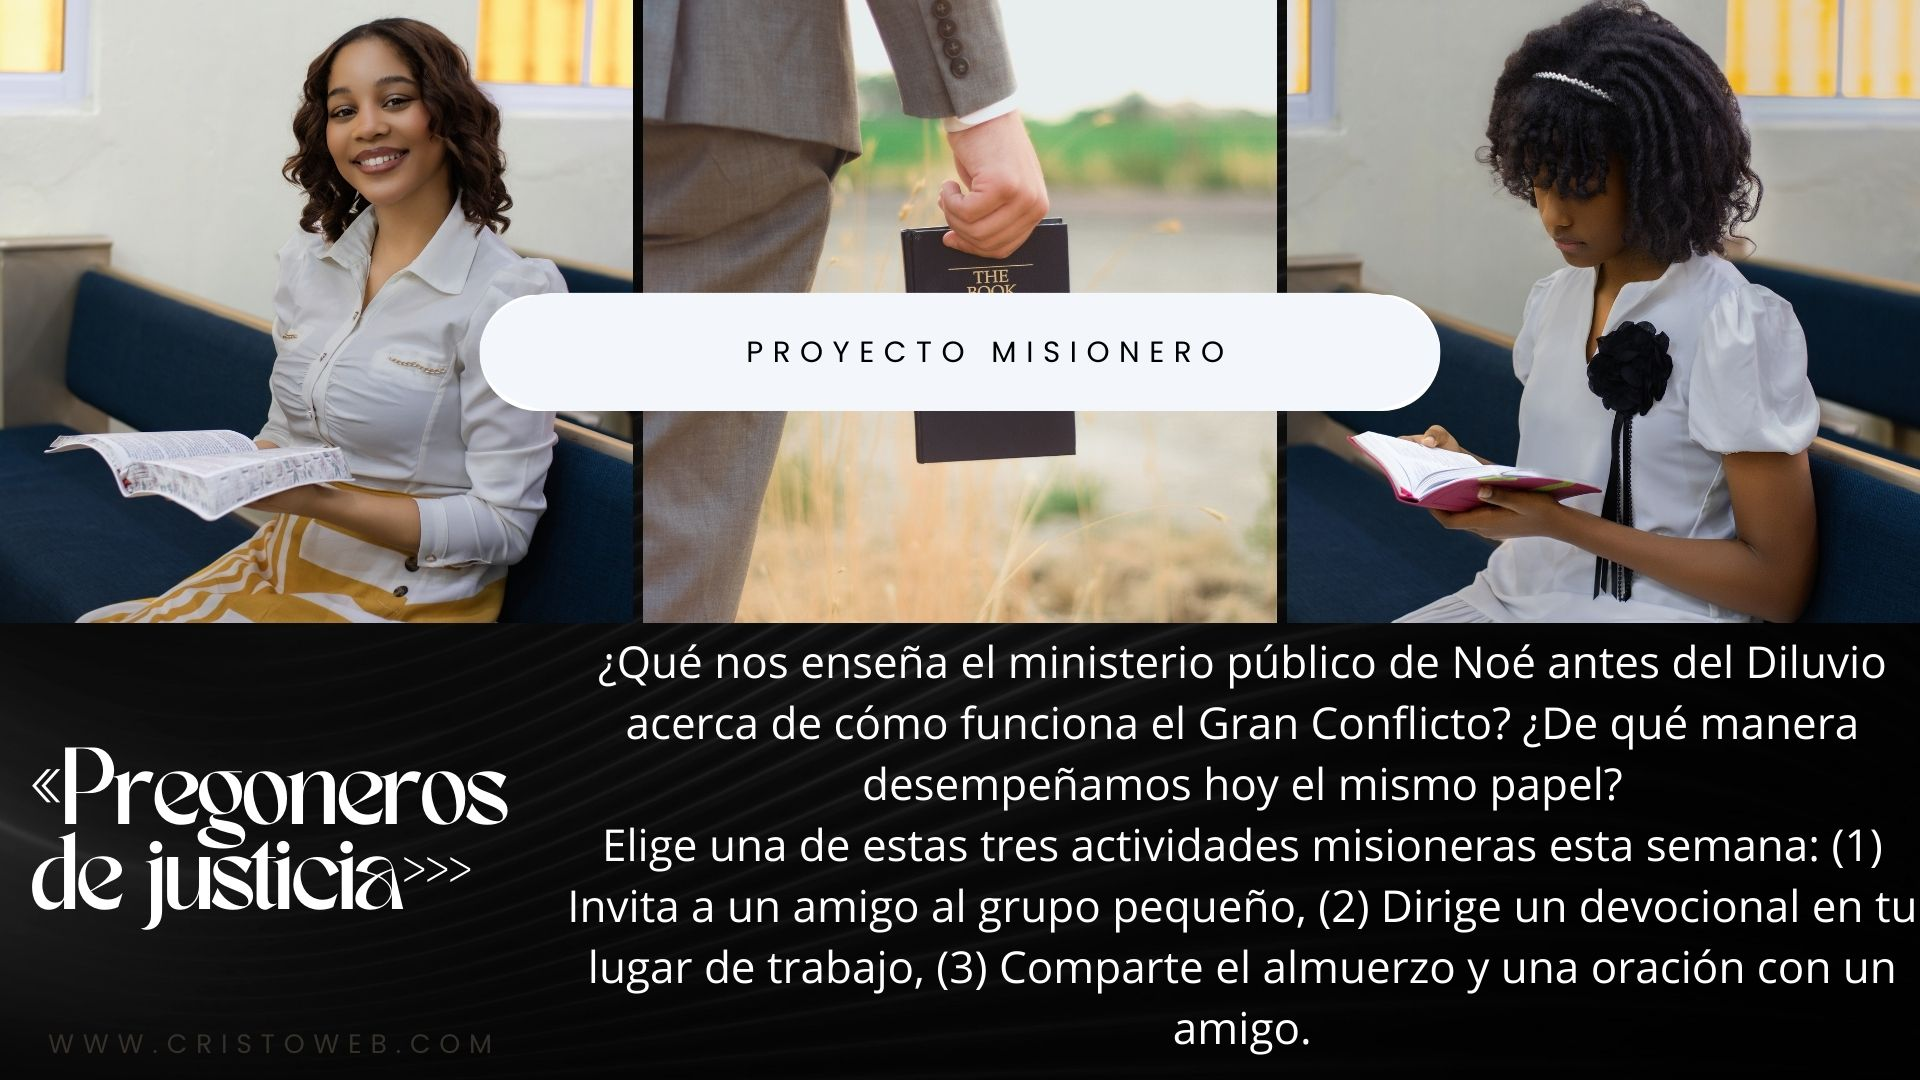 THE
BOOK
PROYECTO MISIONERO
«Pregoneros
de justicia>>>
¿Qué nos enseña el ministerio público de Noé antes del Diluvio
acerca de cómo funciona el Gran Conflicto? ¿De qué manera
desempeñamos hoy el mismo papel?
Elige una de estas tres actividades misioneras esta semana: (1)
Invita a un amigo al grupo pequeño, (2) Dirige un devocional en tu
lugar de trabajo, (3) Comparte el almuerzo y una oración con un
amigo.
WWW.CRISTOWEB.COM